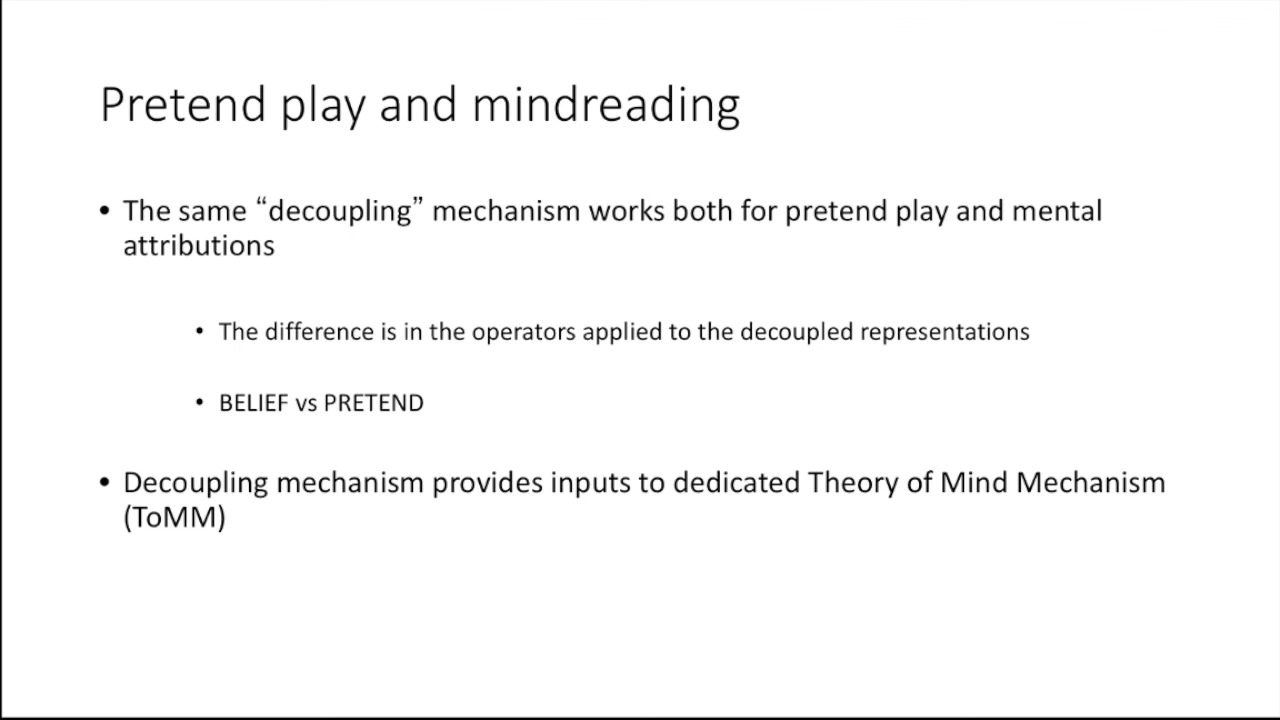 Pretend play and mindreading
• The same “decoupling” mechanism works both for pretend play and mental
attributions
• The difference is in the operators applied to the decoupled representations
• BELIEF vs PRETEND
• Decoupling mechanism provides inputs to dedicated Theory of Mind Mechanism
(ToMM)